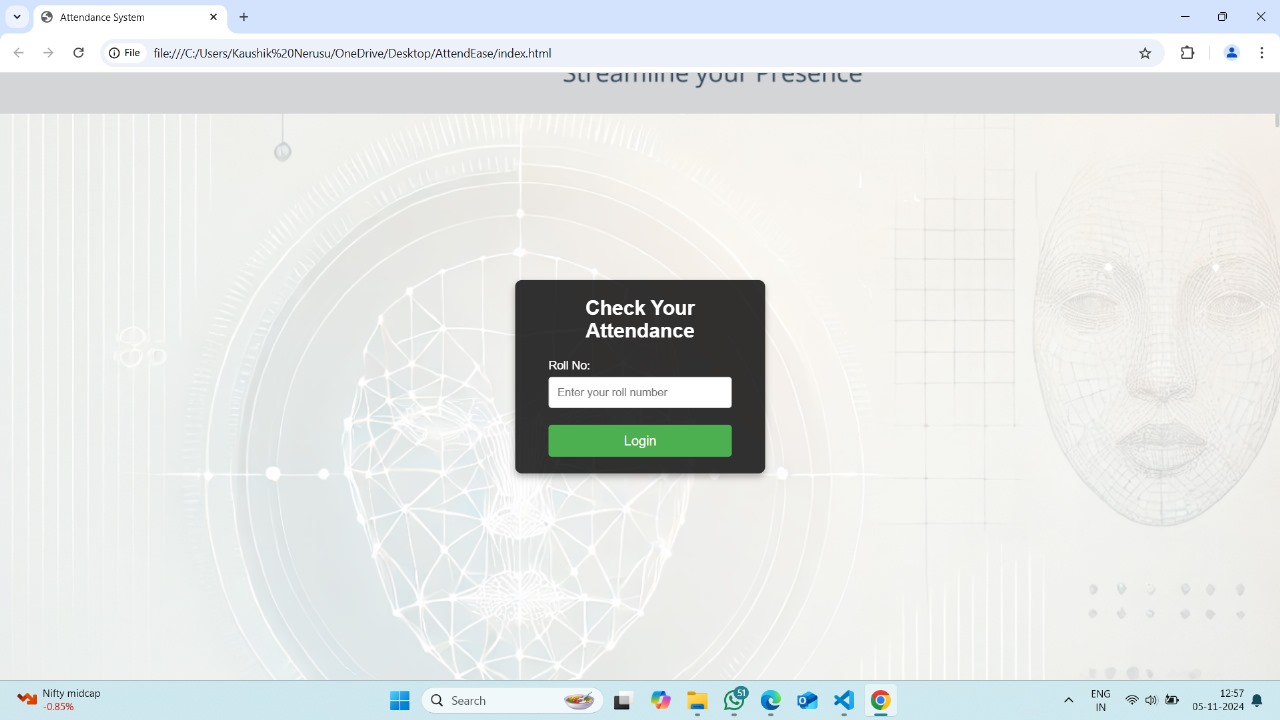 Attendance System
File
file:///C:/Users/Kaushik%20Nerusu/OneDrive/Desktop/AttendEase/index.html
Streamline your Presence
Check Your
Attendance
Roll No:
Enter your roll number
Login
Nifty midcap
-0.85%
Search
51
ENG
IN
12:57
05-11-2024